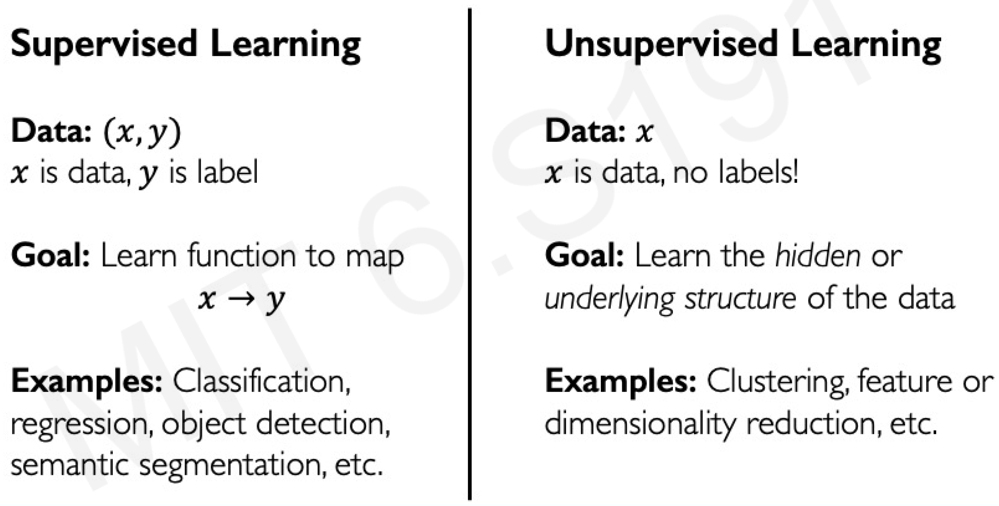 Supervised Learning
Data: (x, y)
x is data, y is label
Goal: Learn function to map
x → y
Examples: Classification,
regression, object detection,
semantic segmentation, etc.
Unsupervised Learning
Data: x
x is data, no labels!
Goal: Learn the hidden or
underlying structure of the data
Examples: Clustering, feature or
dimensionality reduction, etc.
MIT 6.S191